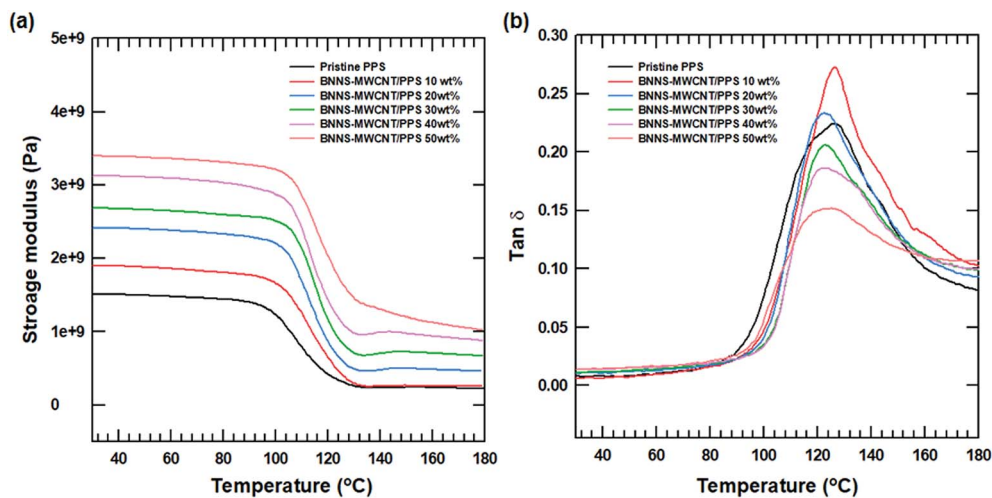 (a)
Stroage modulus (Pa)
5e+9
4e+9
3e+9
2e+9
1e+9
0
Pristine PPS
BNNS-MWCNT/PPS 10 wt%
BNNS-MWCNT/PPS 20wt%
BNNS-MWCNT/PPS 30wt%
BNNS-MWCNT/PPS 40wt%
BNNS-MWCNT/PPS 50wt%
40 60 80 100 120 140 160 180
Temperature (°C)
(b)
Tan δ
0.30
0.25
0.20
0.15
0.10
0.05
0.00
Pristine PPS
BNNS-MWCNT/PPS 10 wt%
BNNS-MWCNT/PPS 20wt%
BNNS-MWCNT/PPS 30wt%
BNNS-MWCNT/PPS 40wt%
BNNS-MWCNT/PPS 50wt%
40 60 80 100 120 140 160 180
Temperature (°C)